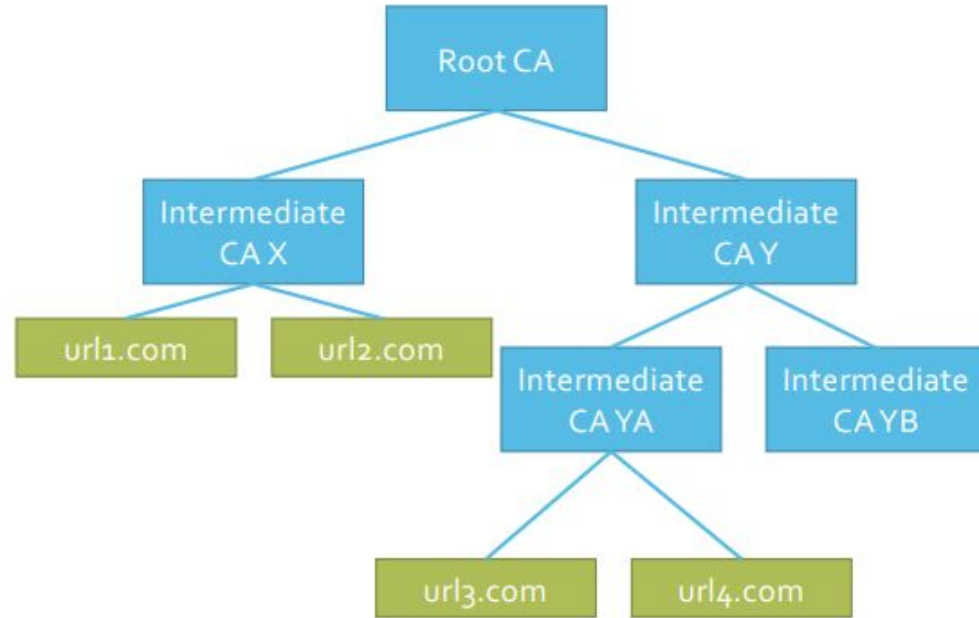 Root CA
Intermediate
CA X
Intermediate
CA Y
url1.com
url2.com
Intermediate
CA YA
Intermediate
CA YB
url3.com
url4.com